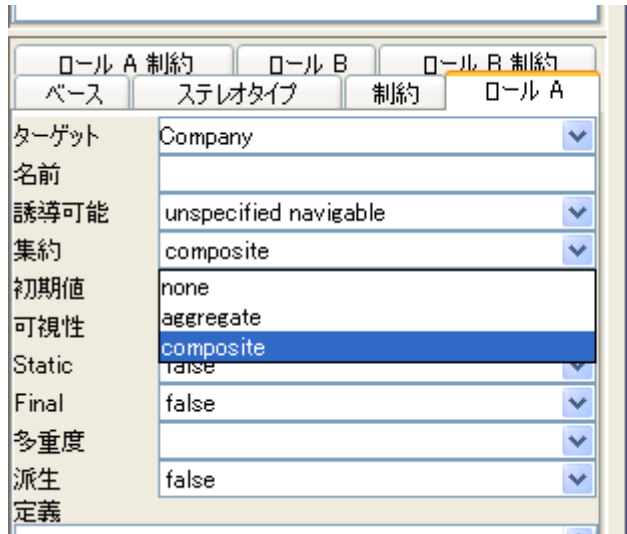 ロール A 制約 ロール B ロール B 制約
ベース ステレオタイプ 制約 ロール A
ターゲット Company
名前
誘導可能 unspecified navigable
集約 composite
初期値 none
可視性 aggregate
composite
Static false
Final false
多重度
派生 false
定義